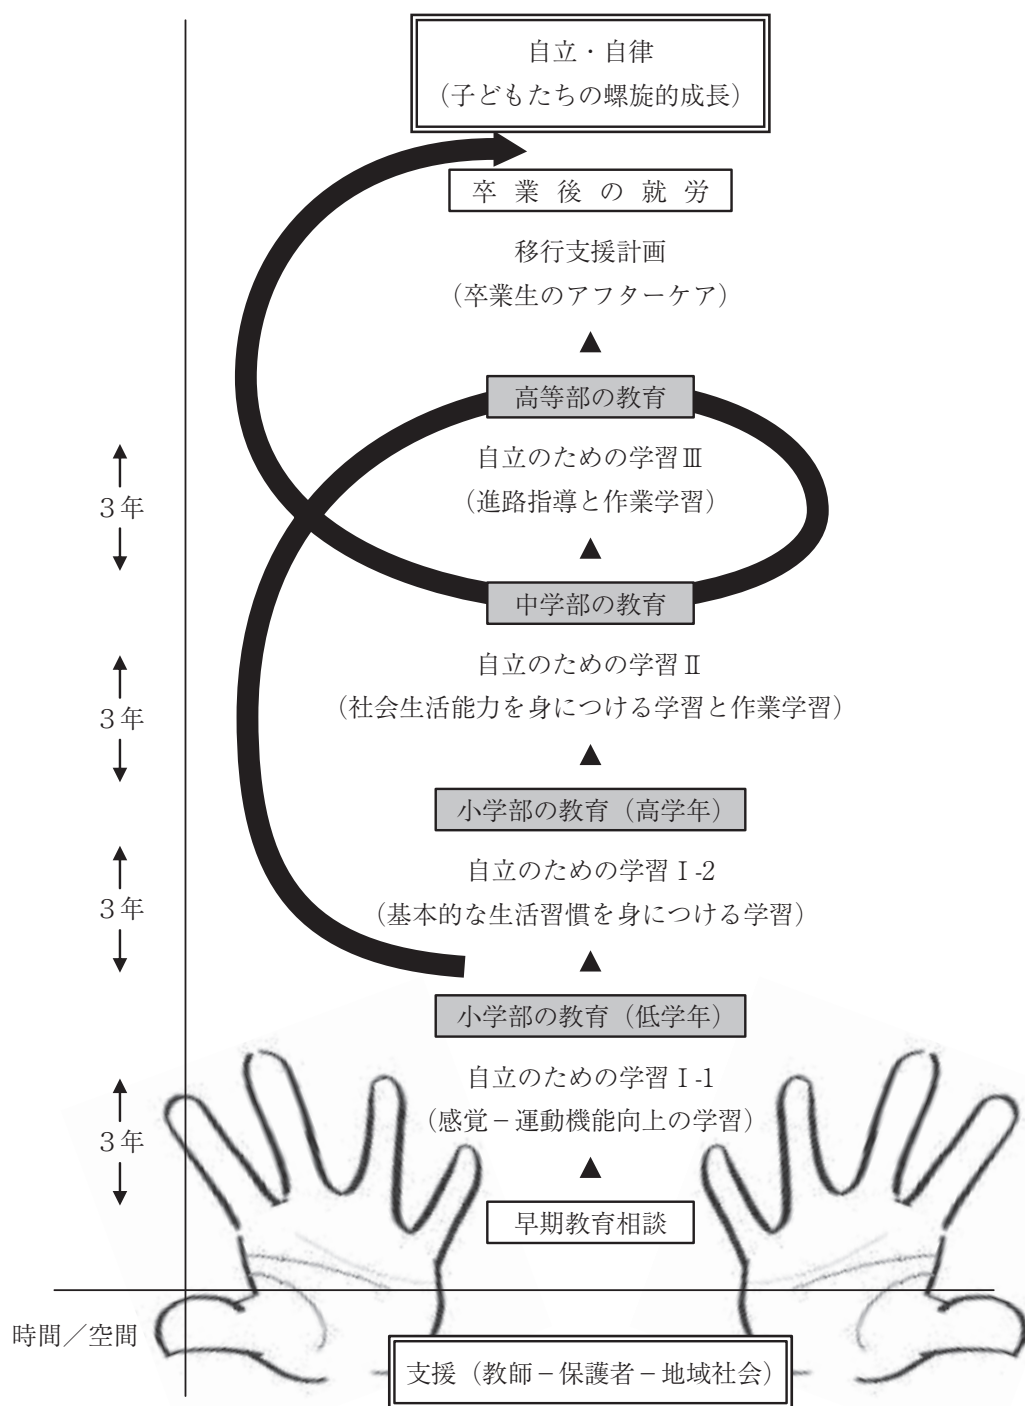 自立・自律
（子どもたちの螺旋的成長）
卒業後の就労
移行支援計画
（卒業生のアフターケア）
▲
高等部の教育
自立のための学習Ⅲ
（進路指導と作業学習）
3年
▲
中学部の教育
自立のための学習Ⅱ
（社会生活能力を身につける学習と作業学習）
3年
▲
小学部の教育（高学年）
自立のための学習Ⅰ-2
（基本的な生活習慣を身につける学習）
3年
▲
小学部の教育（低学年）
自立のための学習Ⅰ-1
（感覚－運動機能向上の学習）
3年
▲
早期教育相談
時間／空間
支援（教師－保護者－地域社会）